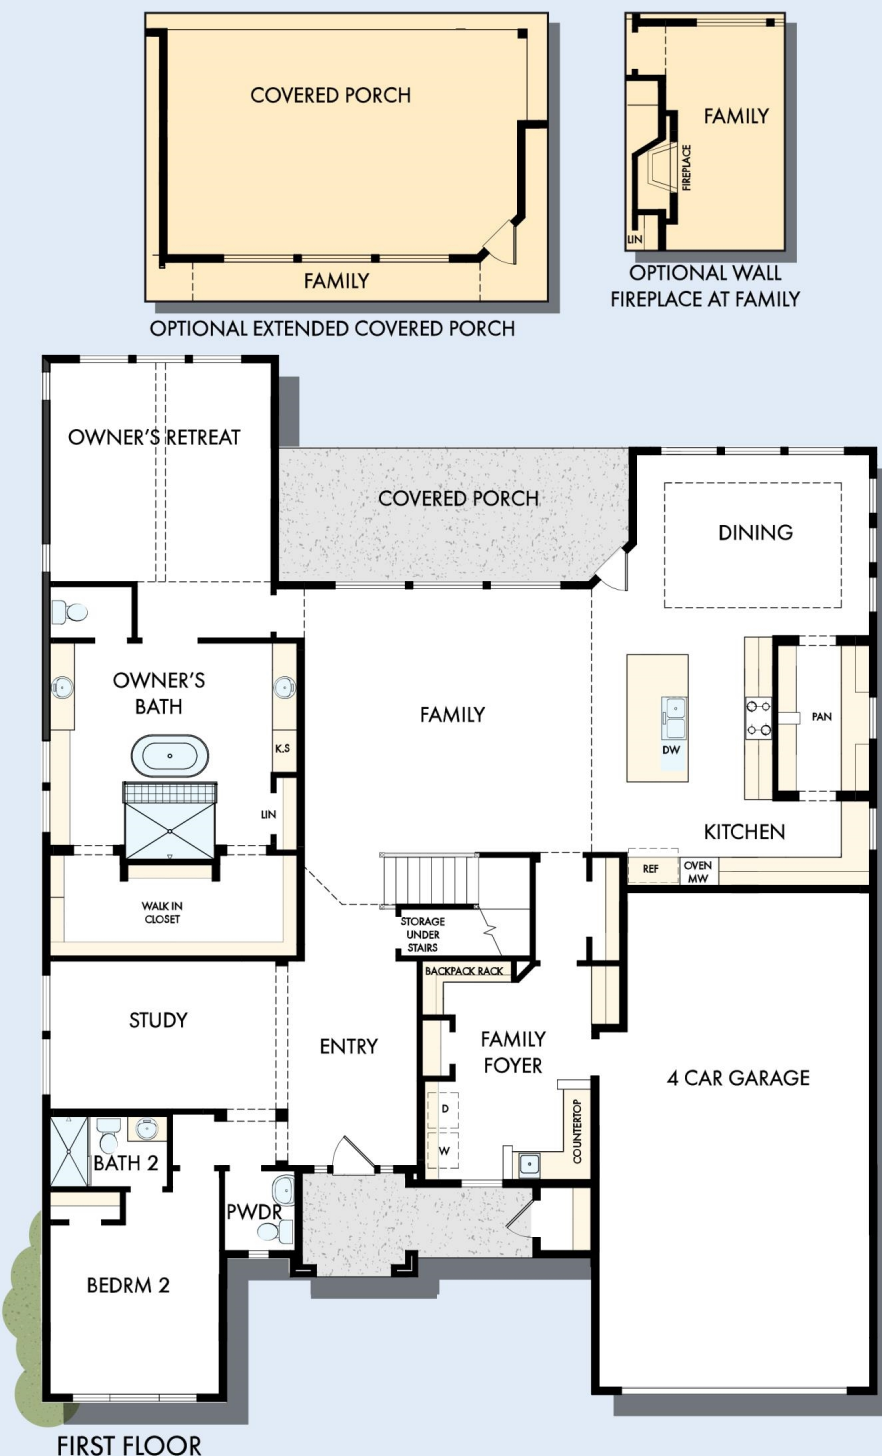 COVERED PORCH
FAMILY
OPTIONAL EXTENDED COVERED PORCH
FAMILY
FIREPLACE
LIN
OPTIONAL WALL
FIREPLACE AT FAMILY
OWNER'S RETREAT
COVERED PORCH
DINING
OWNER'S
BATH
K.S
LIN
FAMILY
DW
PAN
KITCHEN
REF
OVEN
MW
WALK IN
CLOSET
STORAGE
UNDER
STAIRS
BACKPACK RACK
STUDY
ENTRY
FAMILY
FOYER
4 CAR GARAGE
D
W
COUNTERTOP
BATH 2
PWDR
BEDRM 2
FIRST FLOOR